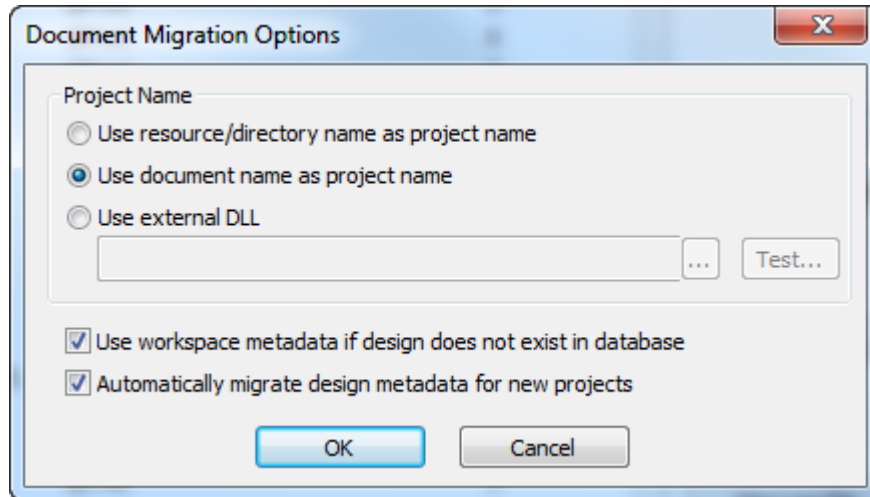 Document Migration Options
Project Name
Use resource/directory name as project name
Use document name as project name
Use external DLL
... Test...
Use workspace metadata if design does not exist in database
Automatically migrate design metadata for new projects
OK Cancel